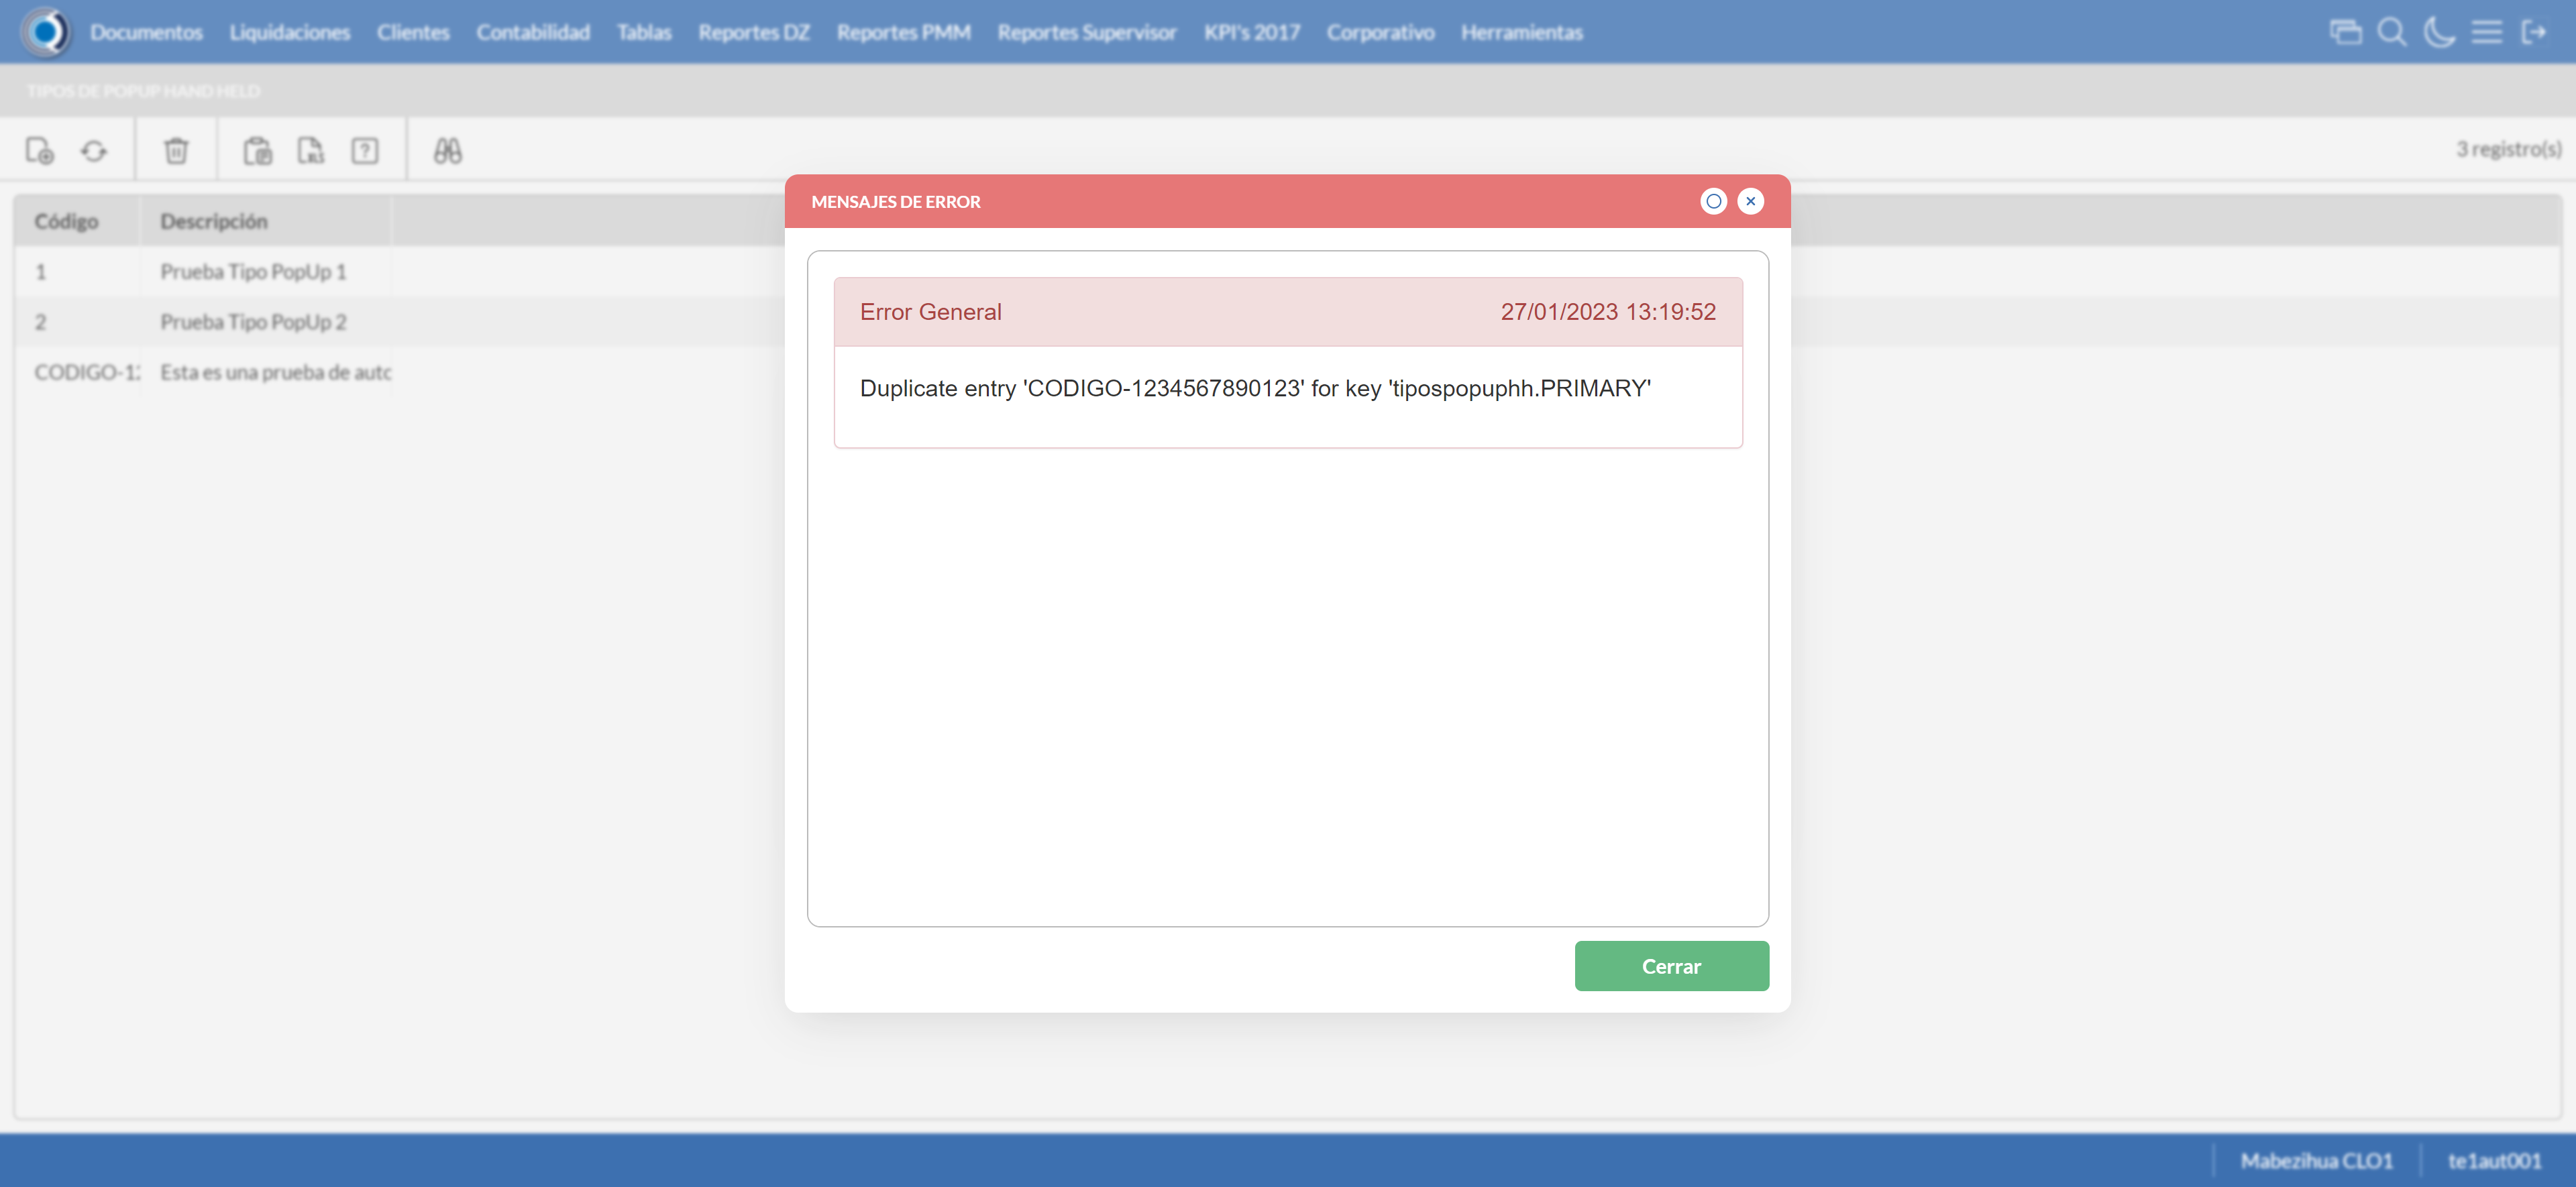 Documentos Liquidaciones Clientes Contabilidad Tablas Reportes DZ Reportes PMM Reportes Supervisor KPI's 2017 Corporativo Herramientas
TIPOS DE POPUP HAND HELD
3 registro(s)
Código Descripción
1 Prueba Tipo PopUp 1
2 Prueba Tipo PopUp 2
CODIGO-12 Esta es una prueba de auto
MENSAJES DE ERROR
Error General 27/01/2023 13:19:52
Duplicate entry 'CODIGO-1234567890123' for key 'tipospopuphh.PRIMARY'
Cerrar
Mabezihua CLO1 te1aut001